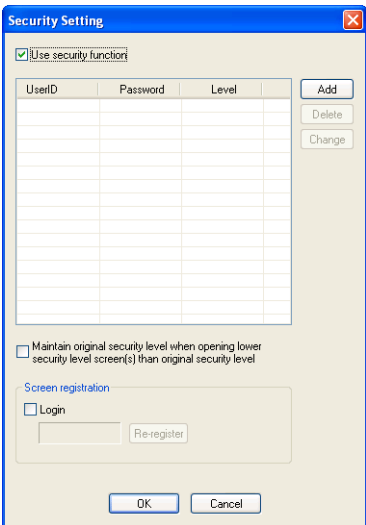 Security Setting
Use security function
UserID Password Level
Add
Delete
Change
Maintain original security level when opening lower
security level screen(s) than original security level
Screen registration
Login
Re-register
OK Cancel